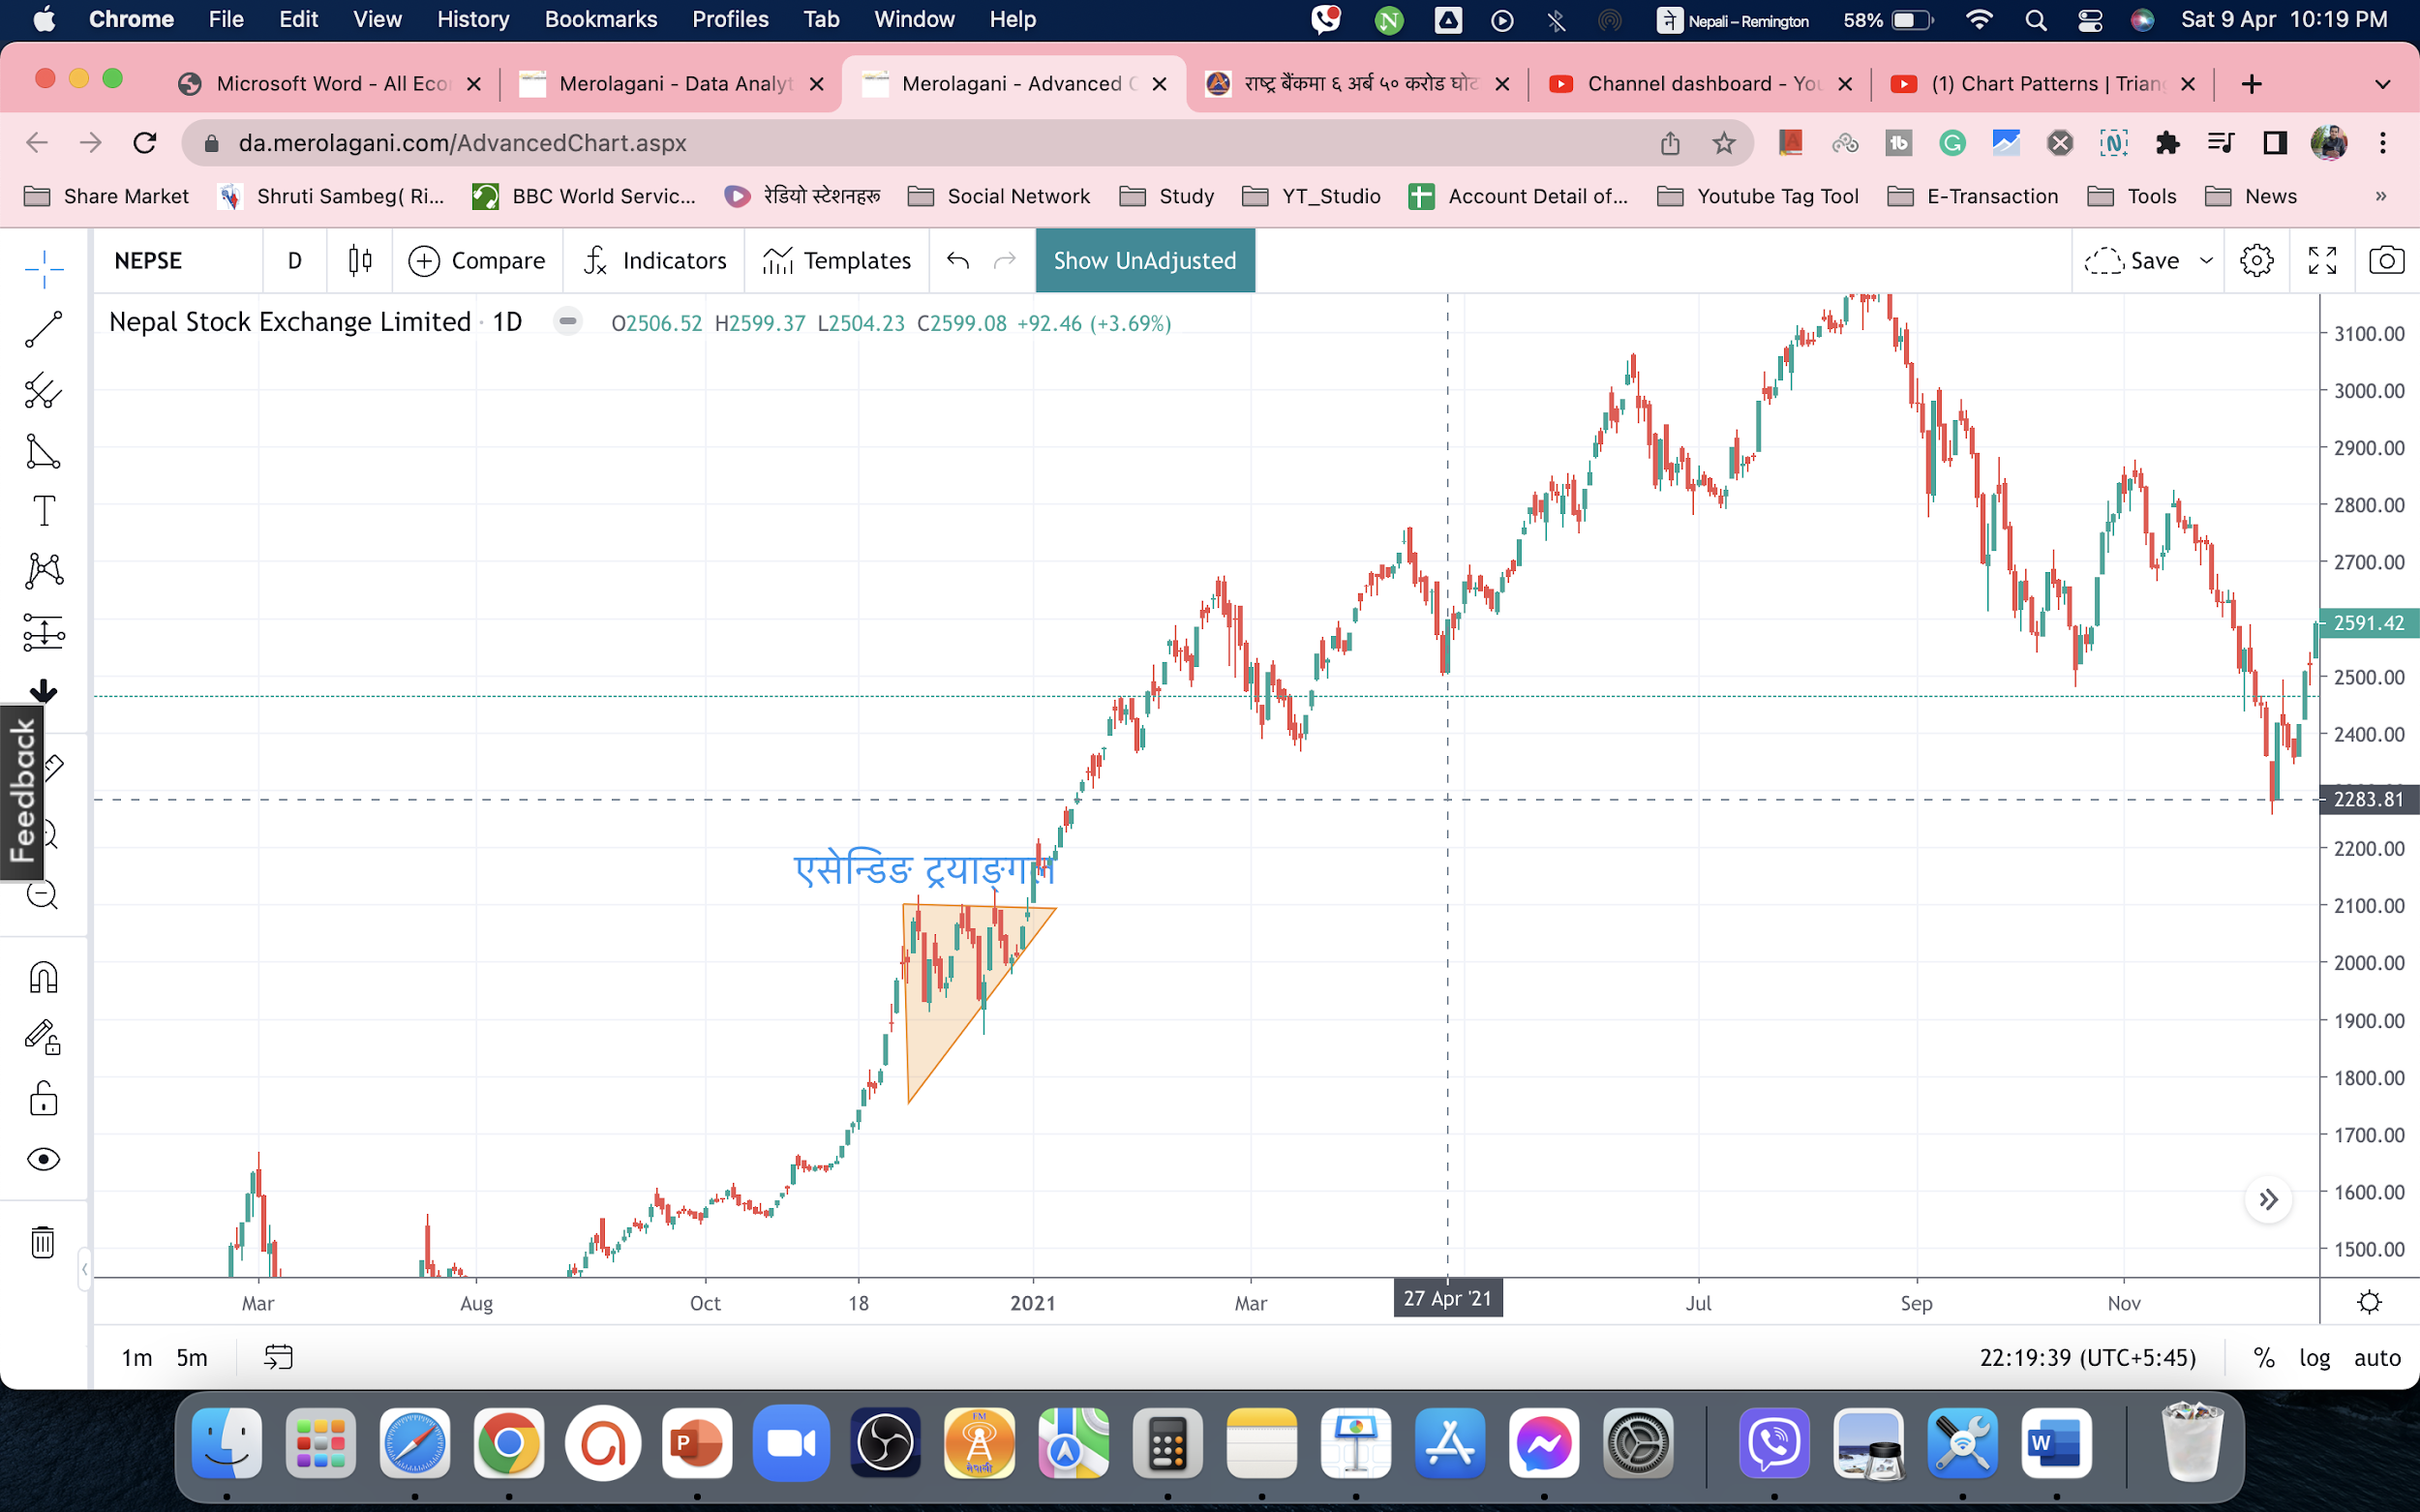 Chrome File Edit View History Bookmarks Profiles Tab Window Help ने Nepali – Remington 58% Sat 9 Apr 10:19 PM
Microsoft Word - All Eco Merolagani - Data Analyt Merolagani - Advanced C राष्ट्र बैंकमा ६ अर्ब ५० करोड घोट Channel dashboard - You (1) Chart Patterns | Trian
da.merolagani.com/AdvancedChart.aspx
Share Market Shruti Sambeg( Ri... BBC World Servic... रेडियो स्टेशनहरू Social Network Study YT_Studio Account Detail of... Youtube Tag Tool E-Transaction Tools News »
NEPSE D Compare Indicators Templates Show UnAdjusted Save
Nepal Stock Exchange Limited · 1D O2506.52 H2599.37 L2504.23 C2599.08 +92.46 (+3.69%)
3100.00
3000.00
2900.00
2800.00
2700.00
2591.42
2500.00
2400.00
2283.81
2200.00
2100.00
2000.00
1900.00
1800.00
1700.00
1600.00
1500.00
Feedback
एसेन्डिङ ट्रयाङ्गल
Mar Aug Oct 18 2021 Mar 27 Apr '21 Jul Sep Nov
1m 5m 22:19:39 (UTC+5:45) % log auto